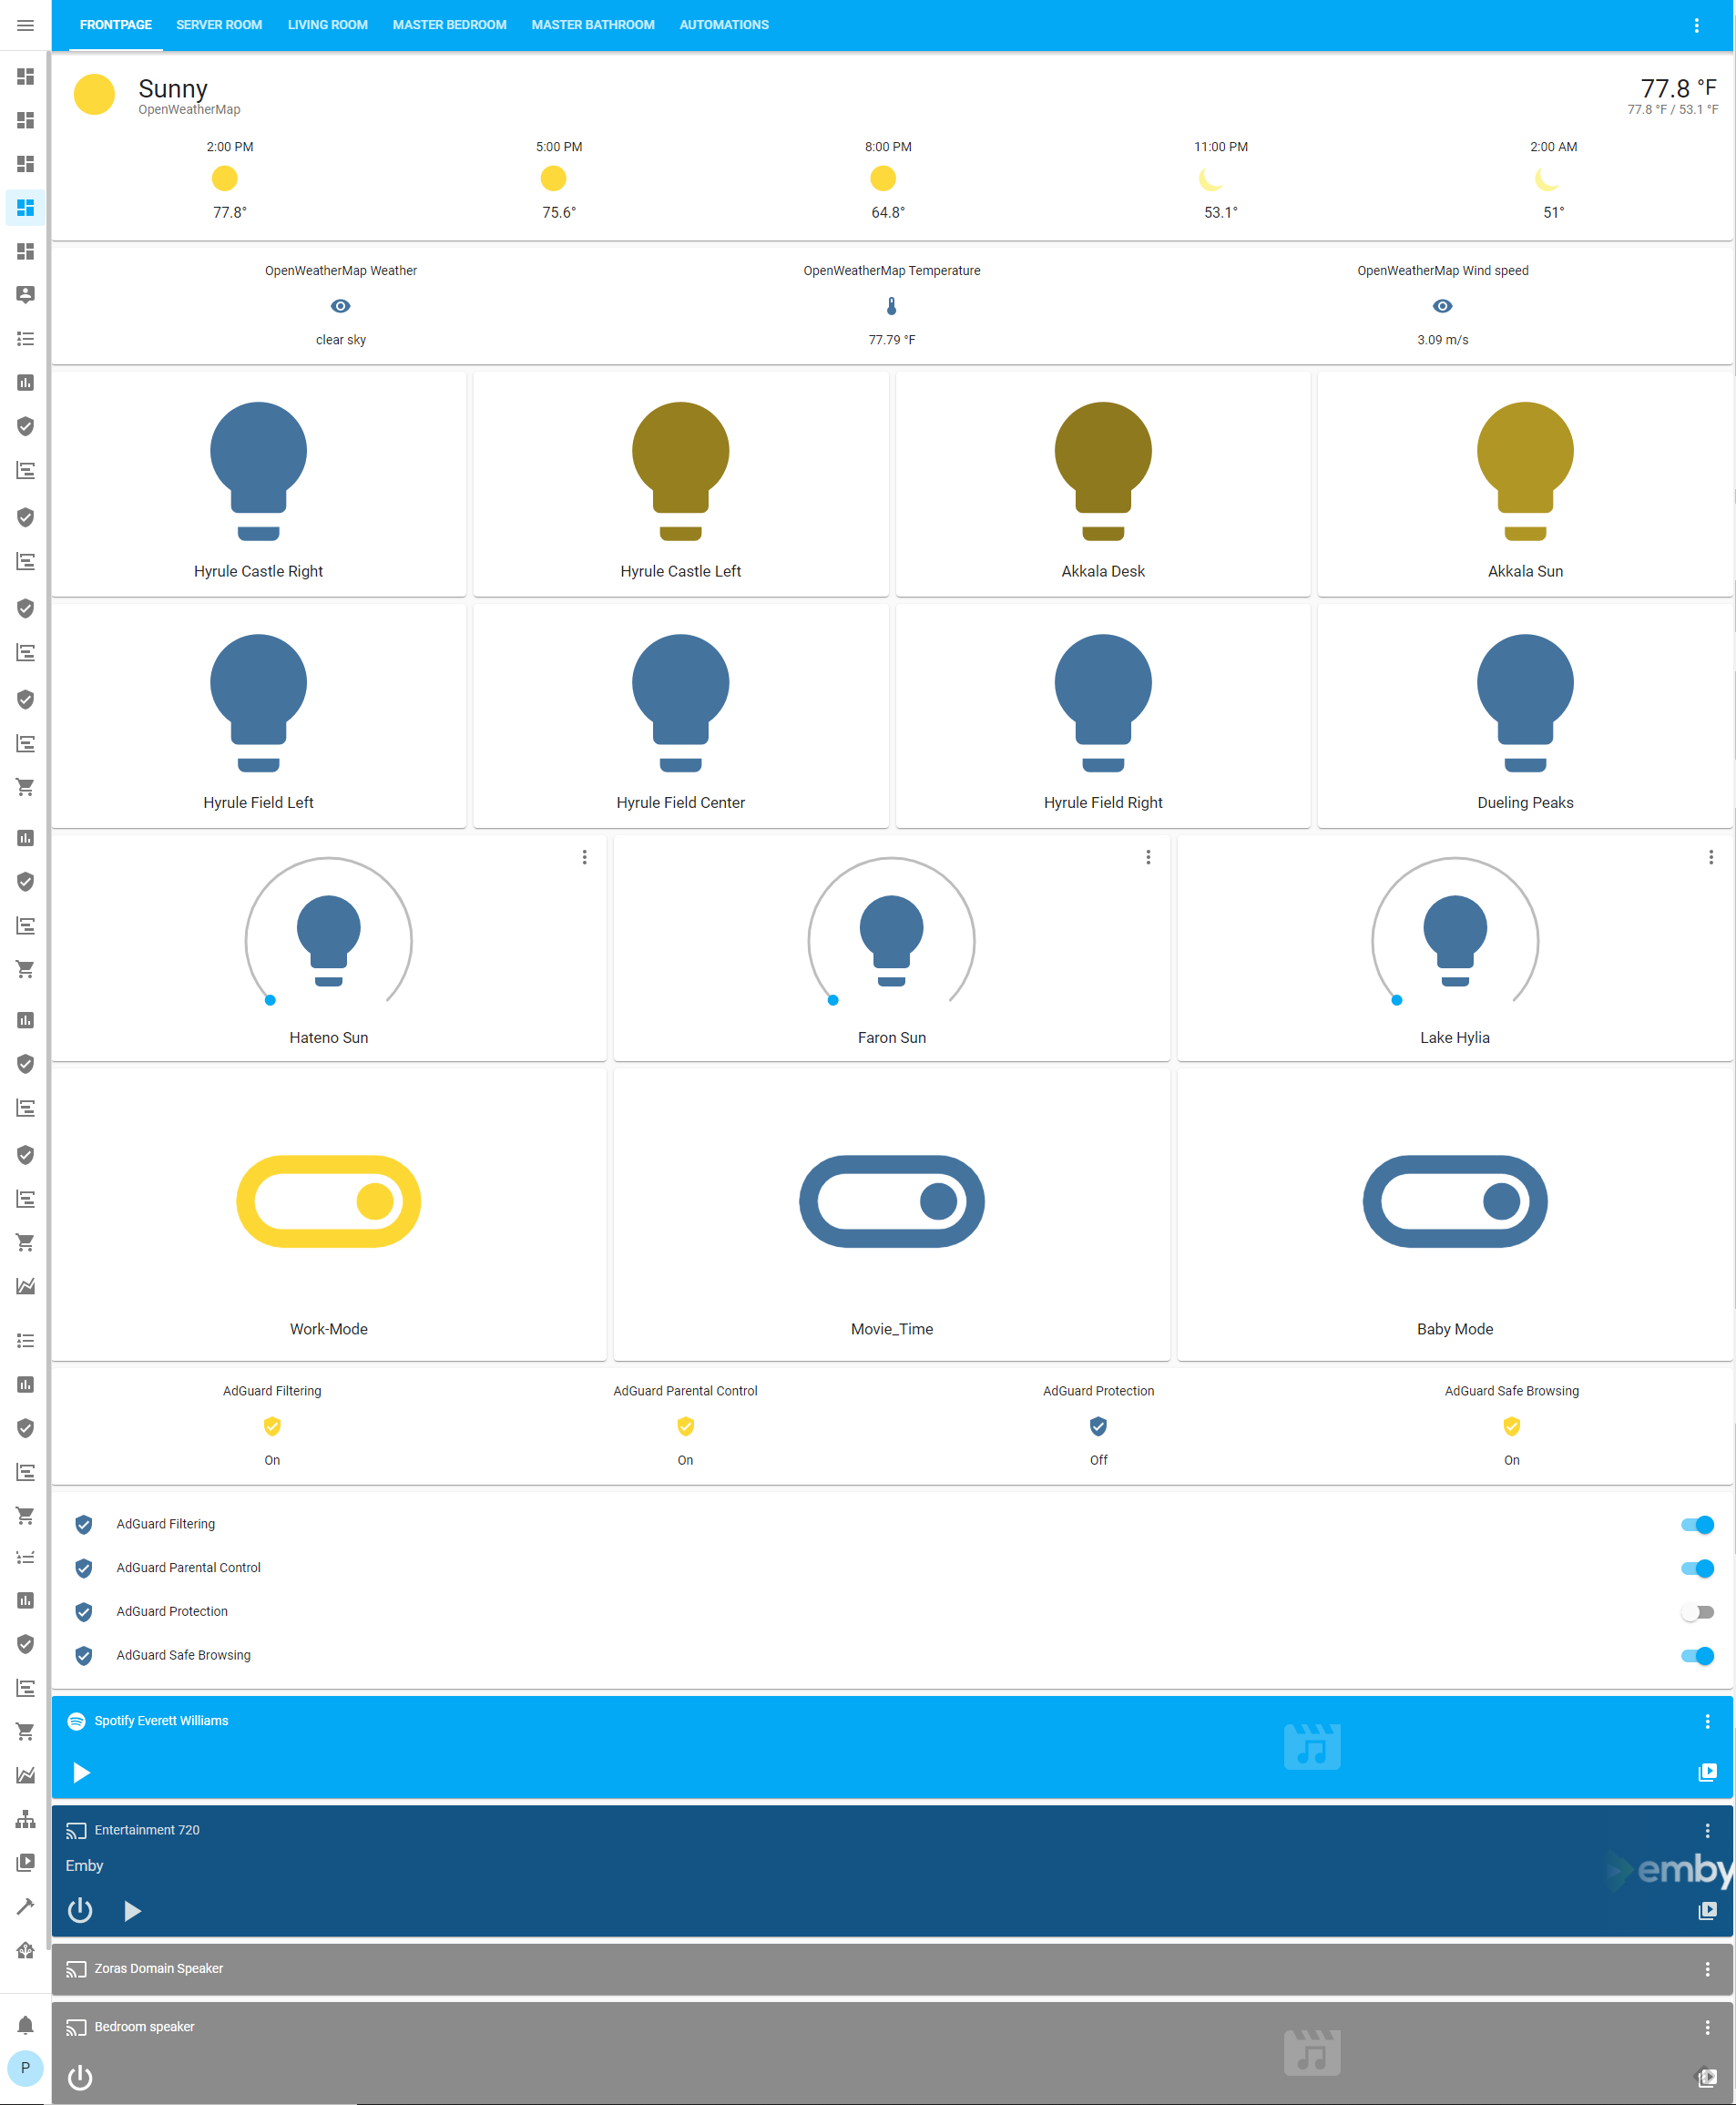 FRONTPAGE SERVER ROOM LIVING ROOM MASTER BEDROOM MASTER BATHROOM AUTOMATIONS
Sunny
OpenWeatherMap
77.8 °F
77.8 °F / 53.1 °F
2:00 PM 5:00 PM 8:00 PM 11:00 PM 2:00 AM
77.8° 75.6° 64.8° 53.1° 51°
OpenWeatherMap Weather OpenWeatherMap Temperature OpenWeatherMap Wind speed
clear sky 77.79 °F 3.09 m/s
Hyrule Castle Right Hyrule Castle Left Akkala Desk Akkala Sun
Hyrule Field Left Hyrule Field Center Hyrule Field Right Dueling Peaks
Hateno Sun Faron Sun Lake Hylia
Work-Mode Movie_Time Baby Mode
AdGuard Filtering AdGuard Parental Control AdGuard Protection AdGuard Safe Browsing
On On Off On
AdGuard Filtering
AdGuard Parental Control
AdGuard Protection
AdGuard Safe Browsing
Spotify Everett Williams
Entertainment 720
Emby
emby
Zoras Domain Speaker
Bedroom speaker
P